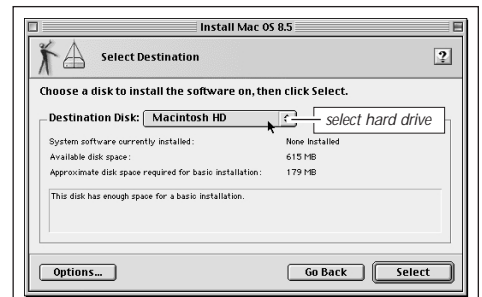 Install Mac OS 8.5
Select Destination
?
Choose a disk to install the software on, then click Select.
Destination Disk: Macintosh HD
select hard drive
System software currently installed: None Installed
Available disk space: 615 MB
Approximate disk space required for basic installation: 179 MB
This disk has enough space for a basic installation.
Options... Go Back Select